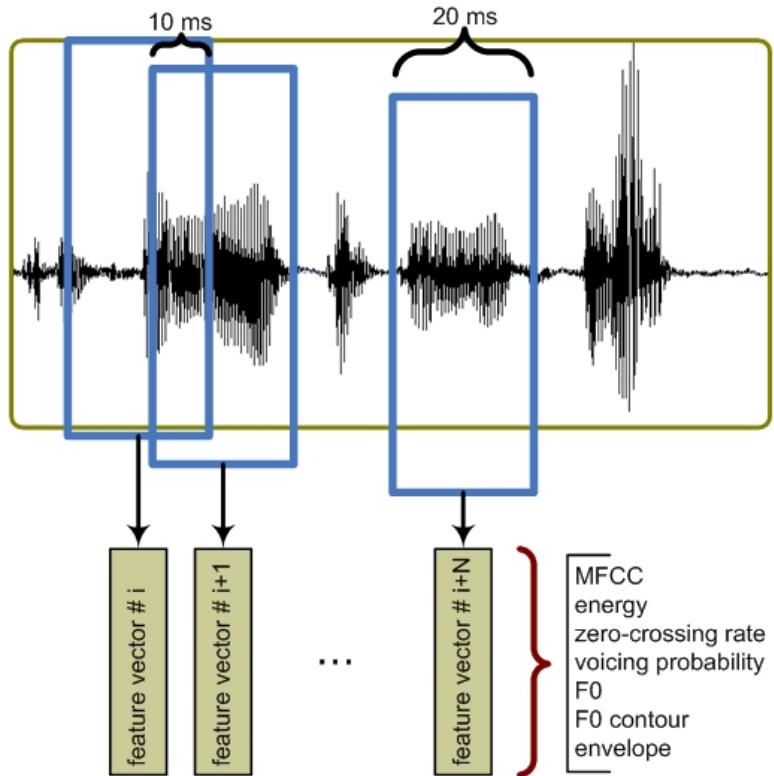 10 ms
20 ms
feature vector # i
feature vector # i+1
...
feature vector # i+N
MFCC
energy
zero-crossing rate
voicing probability
F0
F0 contour
envelope